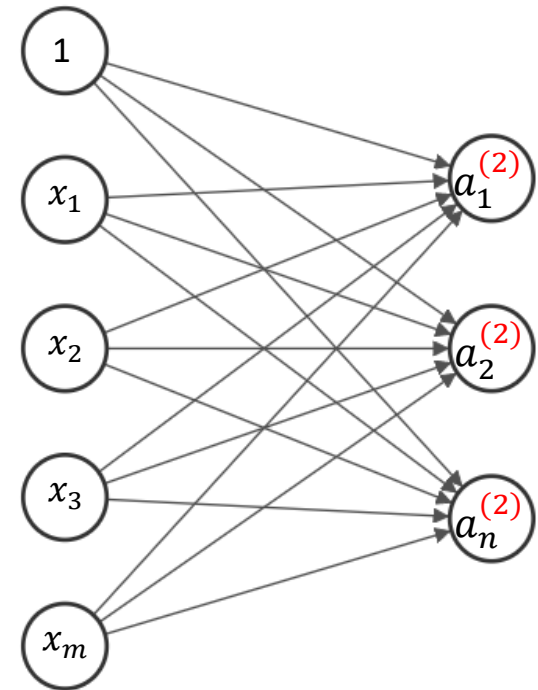 1
x₁
x₂
x₃
xₘ
a₁⁽²⁾
a₂⁽²⁾
aₙ⁽²⁾